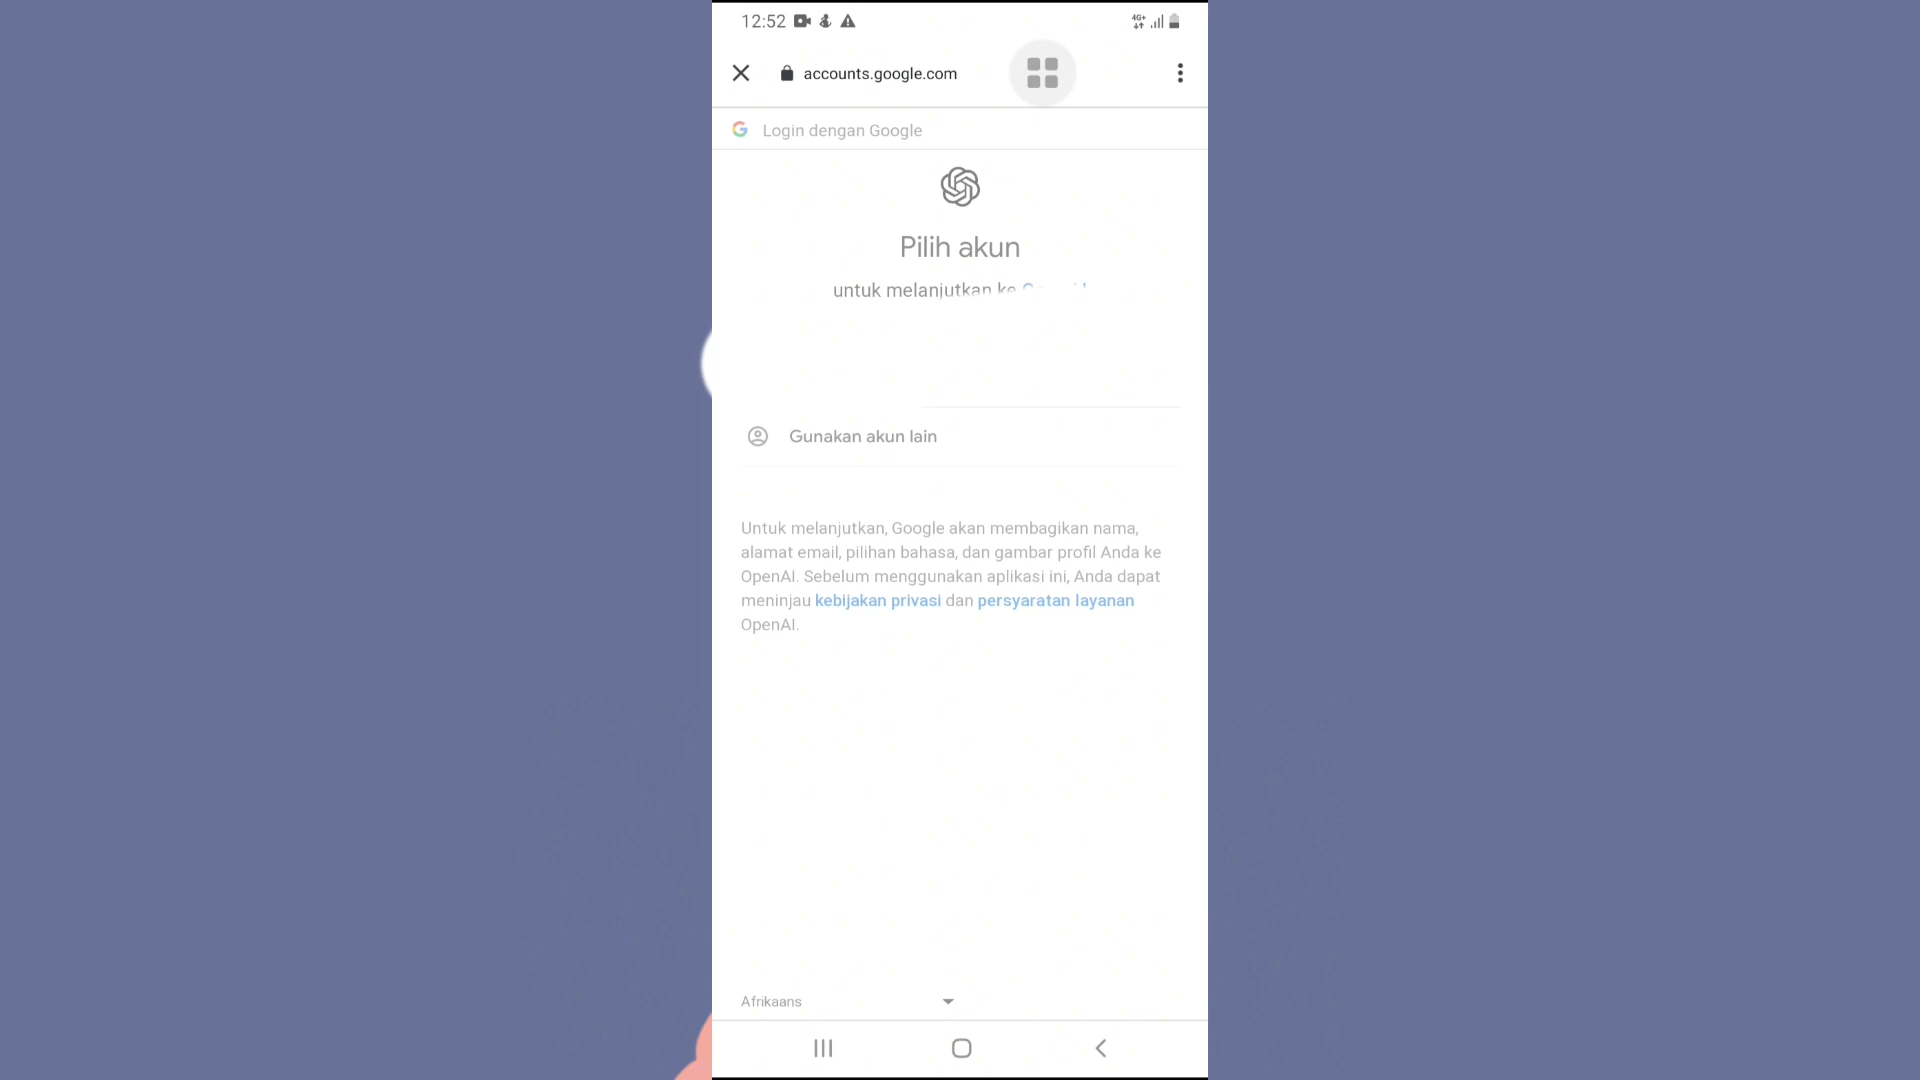 12:52
4G+
accounts.google.com
Login dengan Google
Pilih akun
untuk melanjutkan ke
Gunakan akun lain
Untuk melanjutkan, Google akan membagikan nama,
alamat email, pilihan bahasa, dan gambar profil Anda ke
OpenAI. Sebelum menggunakan aplikasi ini, Anda dapat
meninjau kebijakan privasi dan persyaratan layanan
OpenAI.
Afrikaans